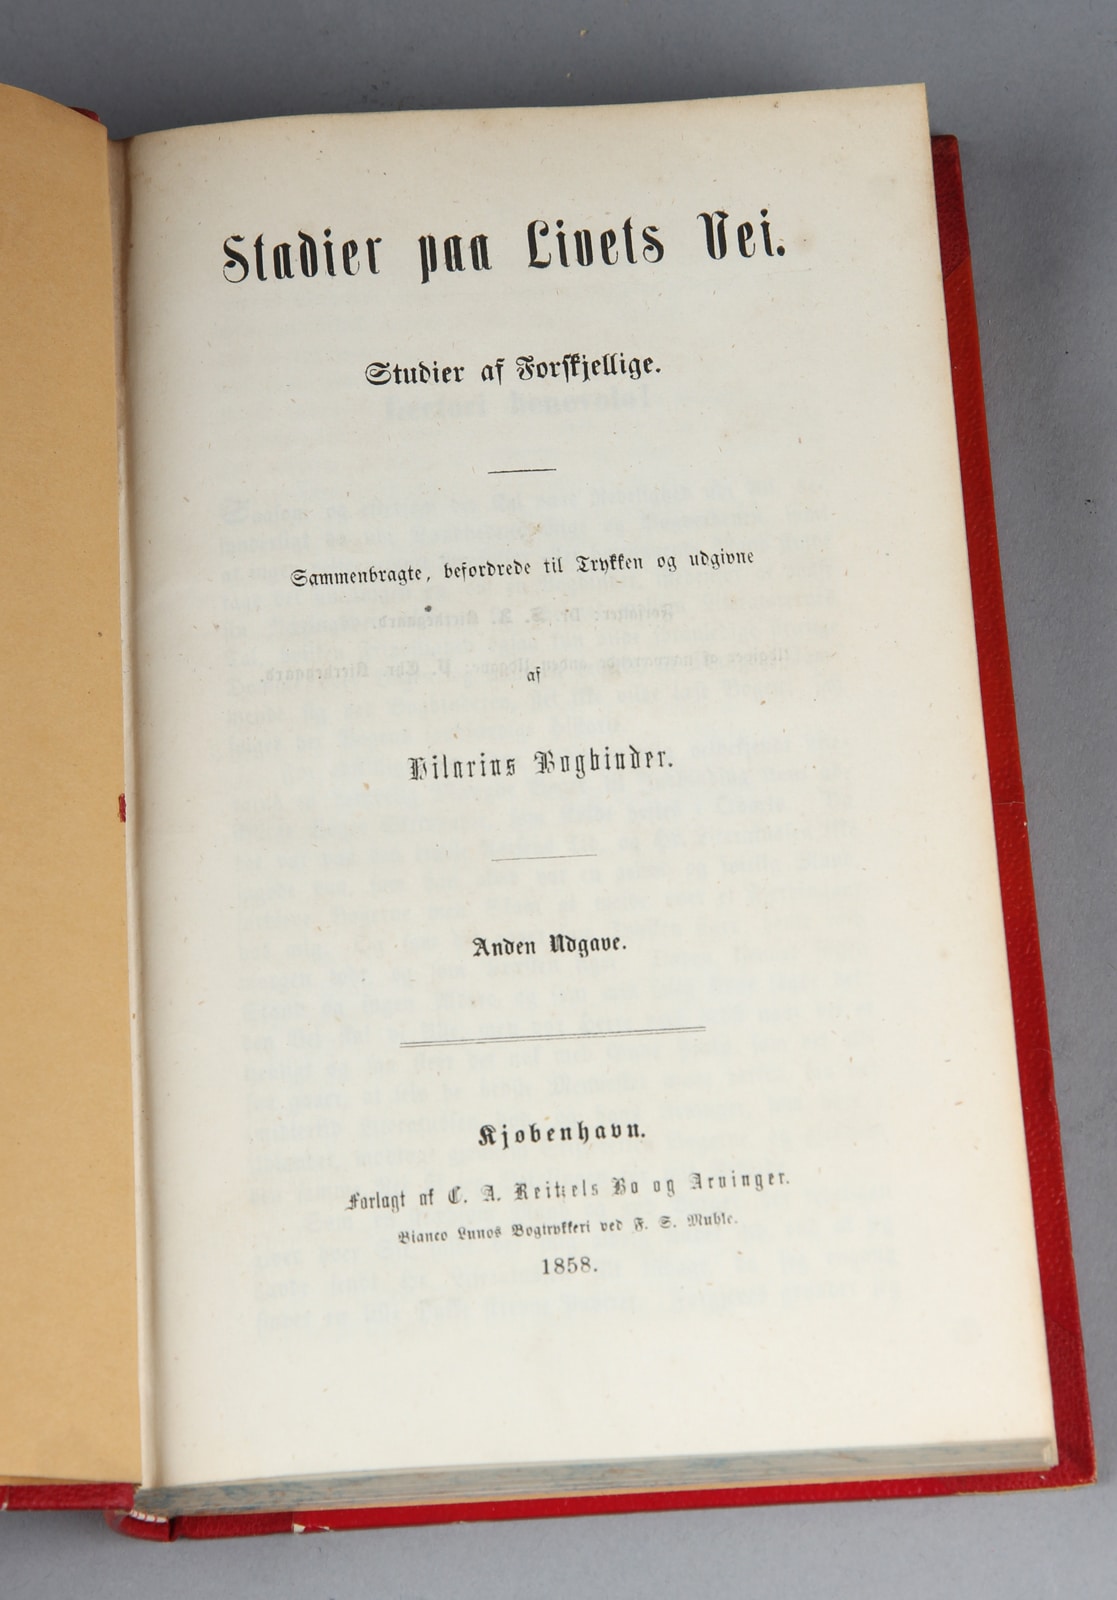 Stadier paa Livets Vei.
Studier af Forskjellige.
Sammenbragte, befordrede til Trykken og udgivne
af
Hilarius Bogbinder.
Anden Udgave.
Kjøbenhavn.
Forlagt af C. A. Reitzels Bo og Arvinger.
Bianco Lunos Bogtrykkeri ved F. S. Muhle.
1858.